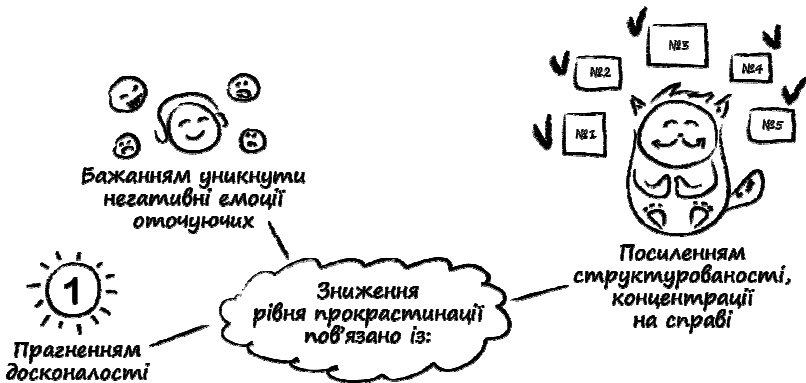 №1
№2
№3
№4
№5
Бажанням уникнути
негативні емоції
оточуючих
1
Прагненням
досконалості
Зниження
рівня прокрастинації
пов'язано із:
Посиленням
структурованості,
концентрації
на справі